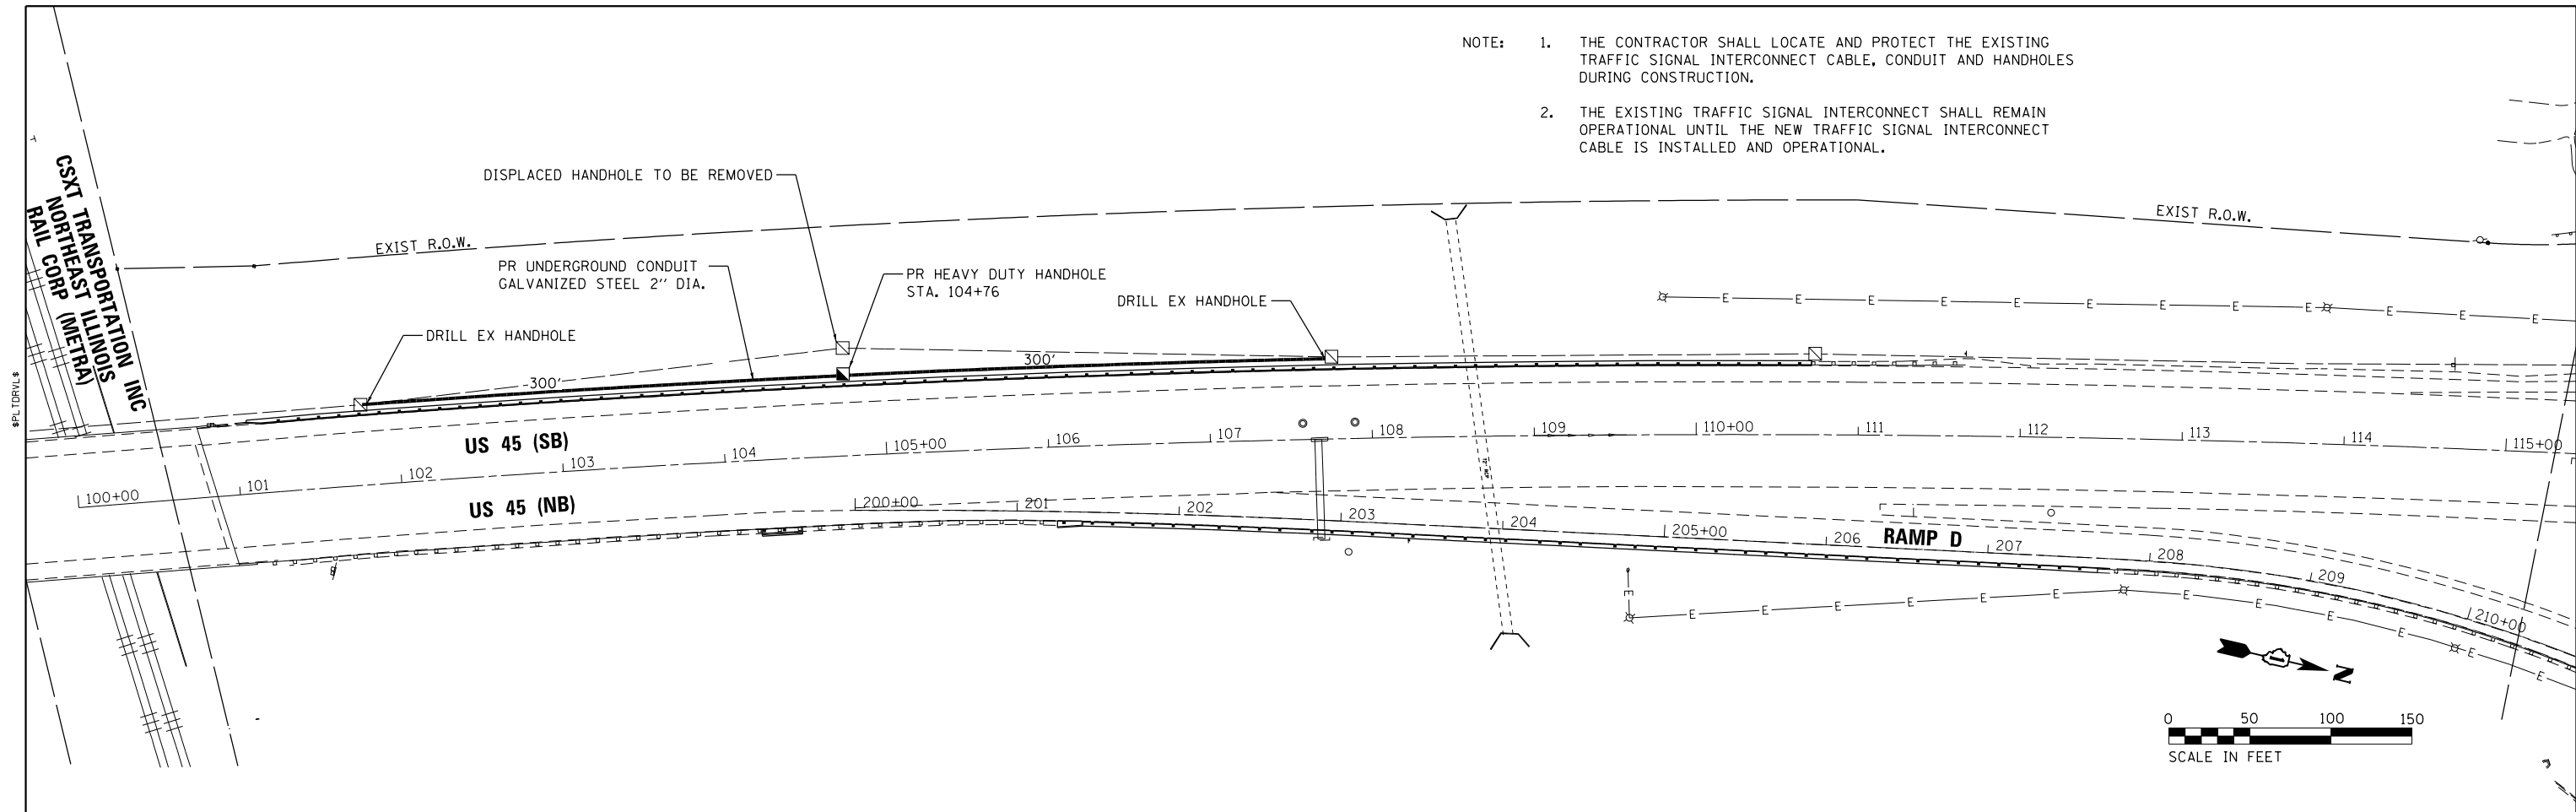 NOTE: 1. THE CONTRACTOR SHALL LOCATE AND PROTECT THE EXISTING
TRAFFIC SIGNAL INTERCONNECT CABLE, CONDUIT AND HANDHOLES
DURING CONSTRUCTION.
2. THE EXISTING TRAFFIC SIGNAL INTERCONNECT SHALL REMAIN
OPERATIONAL UNTIL THE NEW TRAFFIC SIGNAL INTERCONNECT
CABLE IS INSTALLED AND OPERATIONAL.
CSXT TRANSPORTATION INC
NORTHEAST ILLINOIS
RAIL CORP (METRA)
DISPLACED HANDHOLE TO BE REMOVED
EXIST R.O.W.
EXIST R.O.W.
PR UNDERGROUND CONDUIT
GALVANIZED STEEL 2'' DIA.
PR HEAVY DUTY HANDHOLE
STA. 104+76
DRILL EX HANDHOLE
DRILL EX HANDHOLE
300'
300'
E E E E E E E E E E E E
$PLTDRVL$
US 45 (SB)
100+00 101 102 103 104 105+00 106 107 108 109 110+00 111 112 113 114 115+00
US 45 (NB)
200+00 201 202 203 204 205+00 206 207 208 209 210+00
RAMP D
E E E E E E E E E E E E
N
0 50 100 150
SCALE IN FEET